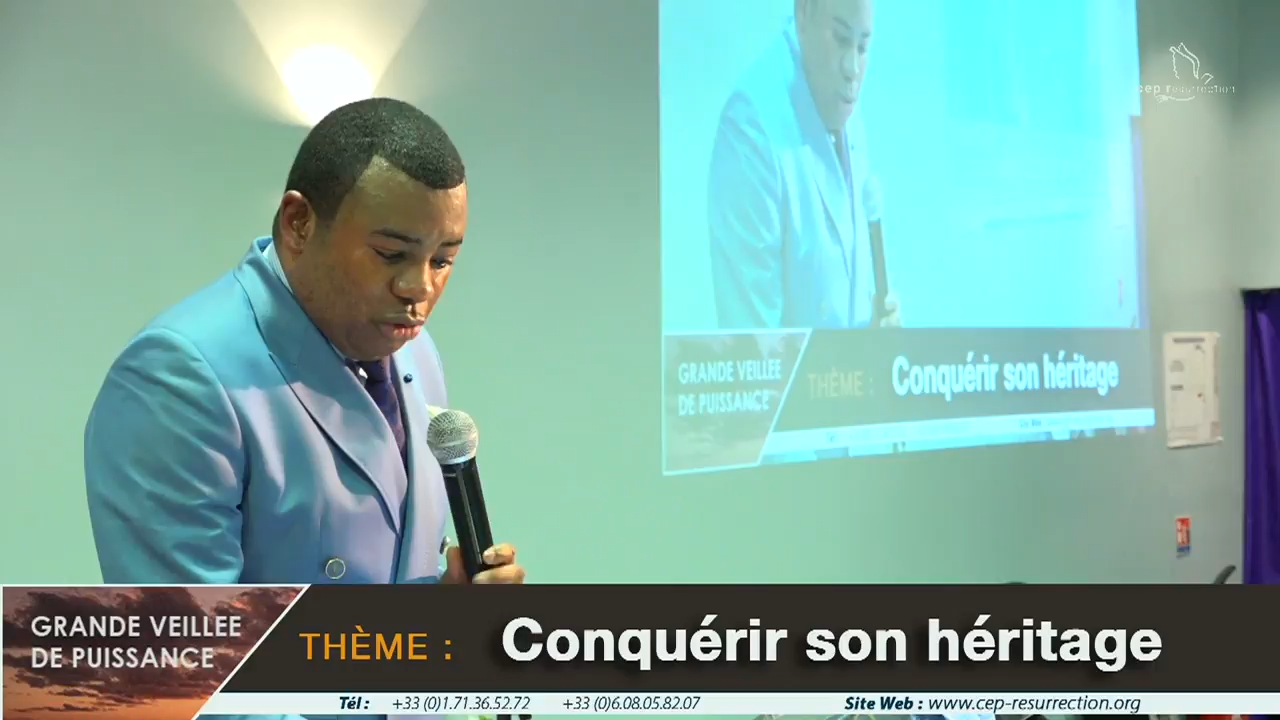 cep resurrection
GRANDE VEILLEE
DE PUISSANCE
THÈME :
Conquérir son héritage
GRANDE VEILLEE
DE PUISSANCE
THÈME :
Conquérir son héritage
Tél : +33 (0)1.71.36.52.72 +33 (0)6.08.05.82.07 Site Web : www.cep-resurrection.org